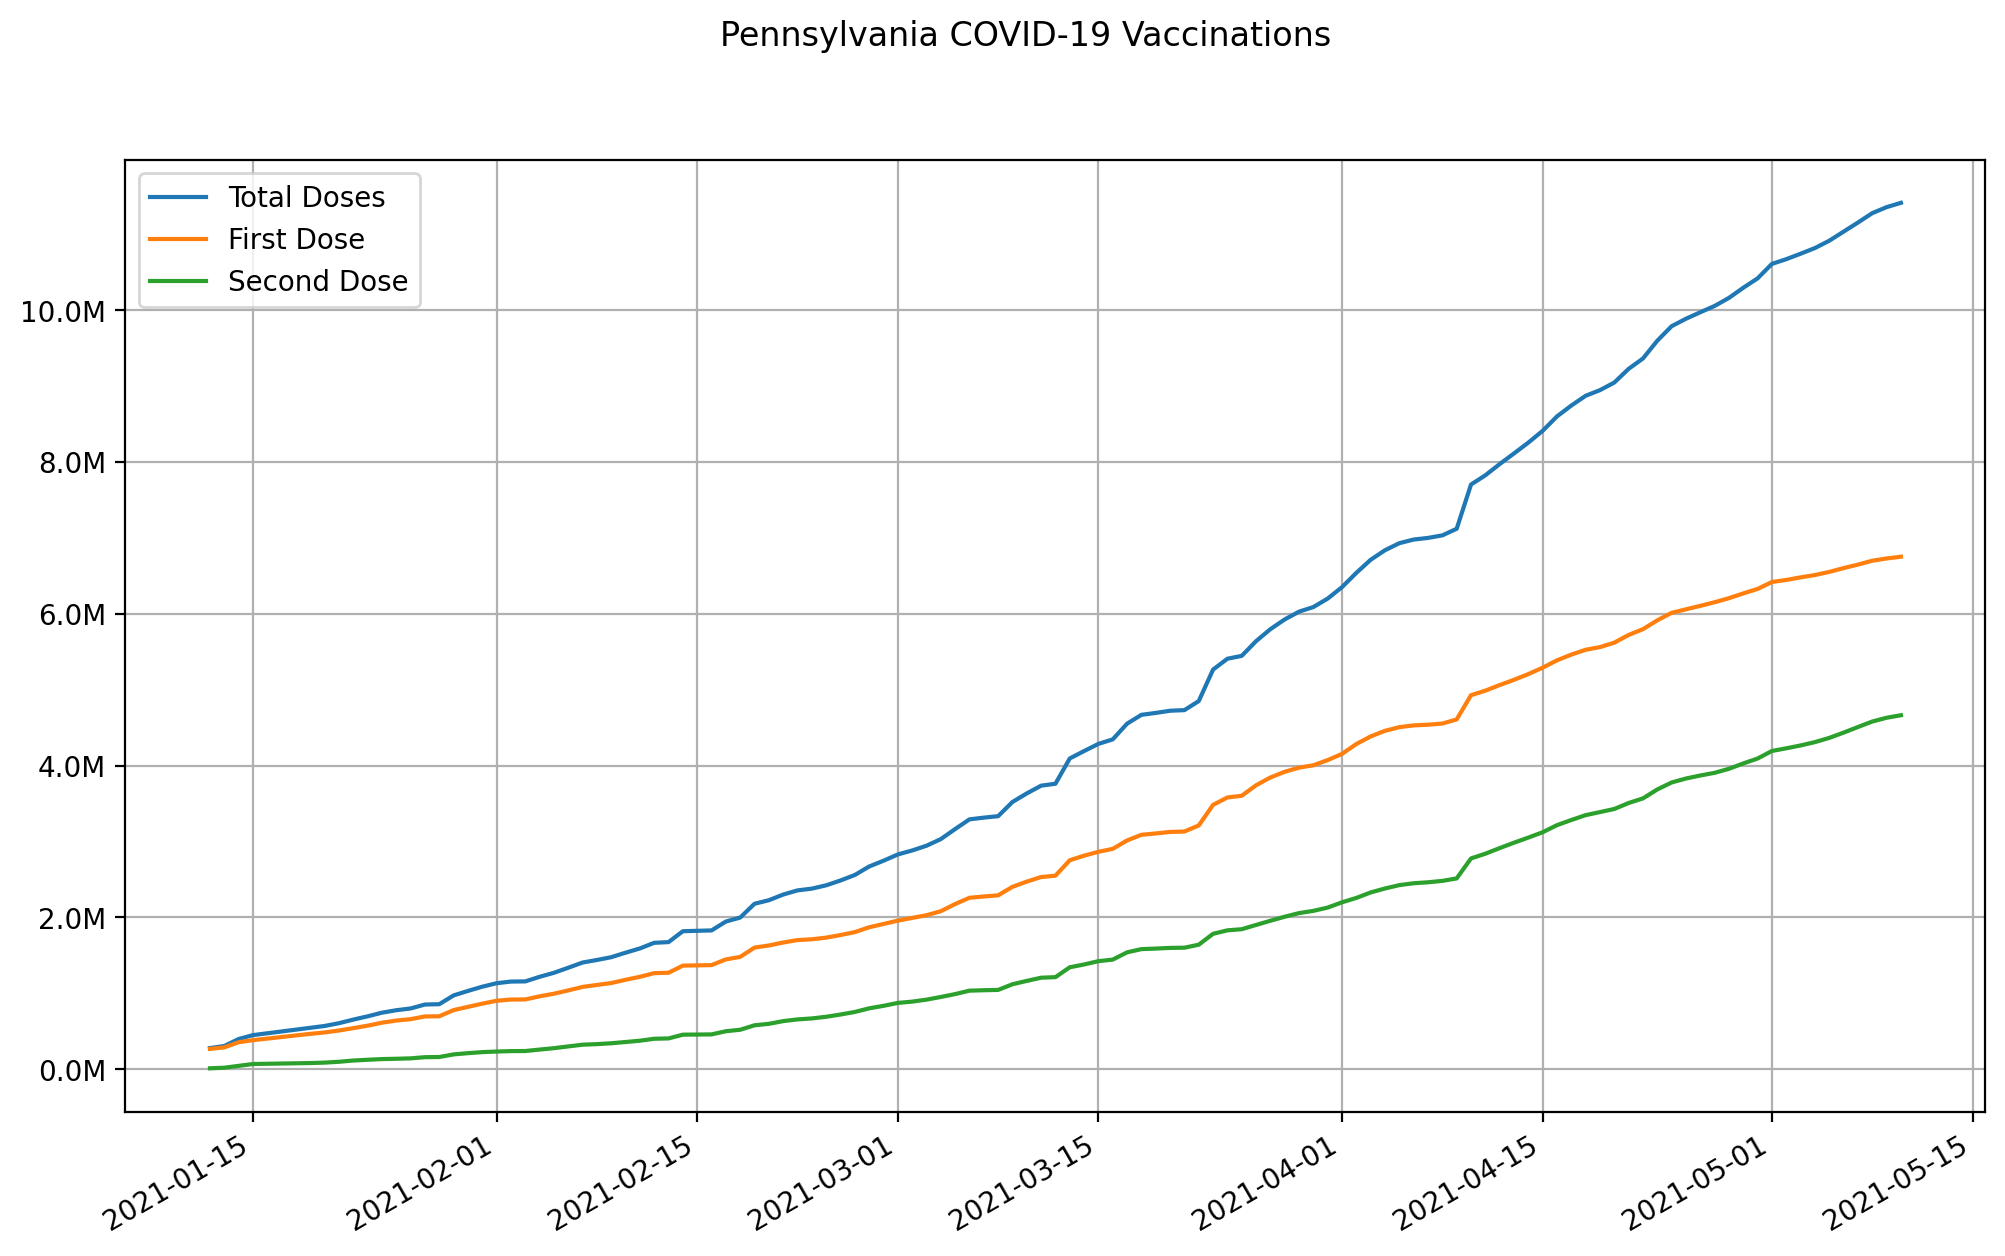 Pennsylvania COVID-19 Vaccinations
Total Doses
First Dose
Second Dose
10.0M
8.0M
6.0M
4.0M
2.0M
0.0M
2021-01-15
2021-02-01
2021-02-15
2021-03-01
2021-03-15
2021-04-01
2021-04-15
2021-05-01
2021-05-15